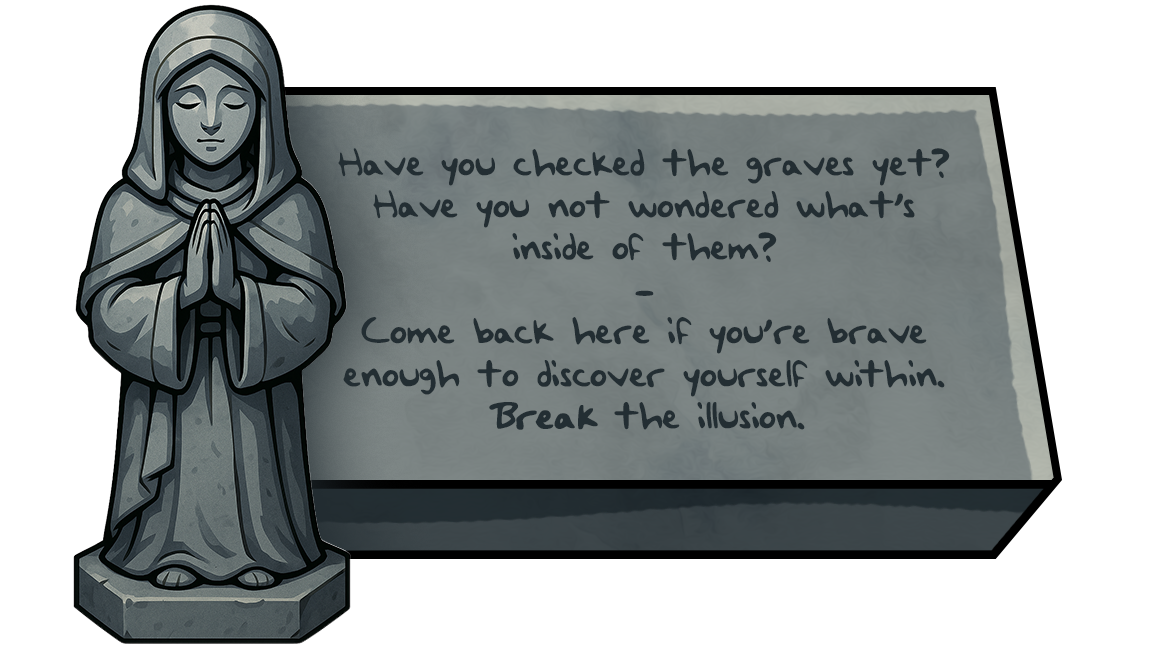 Have you checked the graves yet?
Have you not wondered what's
inside of them?
-
Come back here if you're brave
enough to discover yourself within.
Break the illusion.